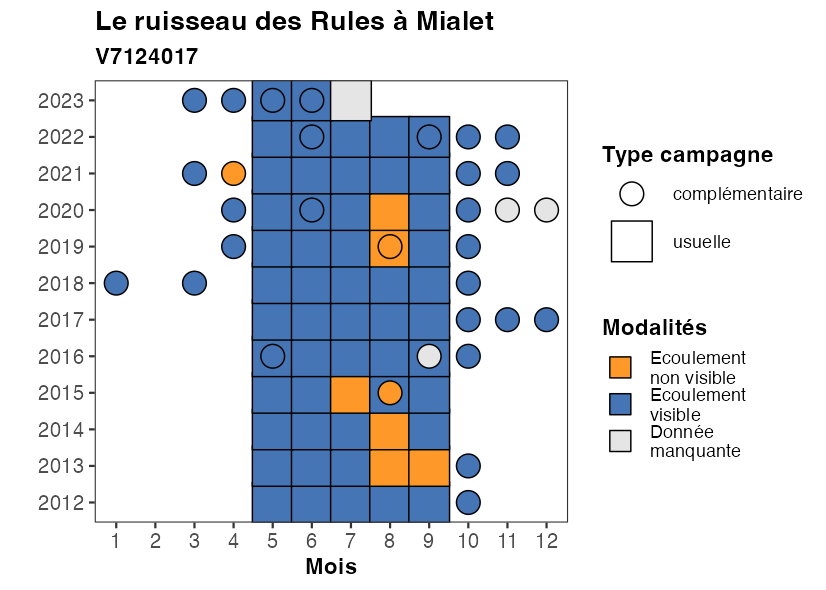 Le ruisseau des Rules à Mialet
V7124017
2023
2022
2021
2020
2019
2018
2017
2016
2015
2014
2013
2012
1 2 3 4 5 6 7 8 9 10 11 12
Mois
Type campagne
complémentaire
usuelle
Modalités
Ecoulement
non visible
Ecoulement
visible
Donnée
manquante